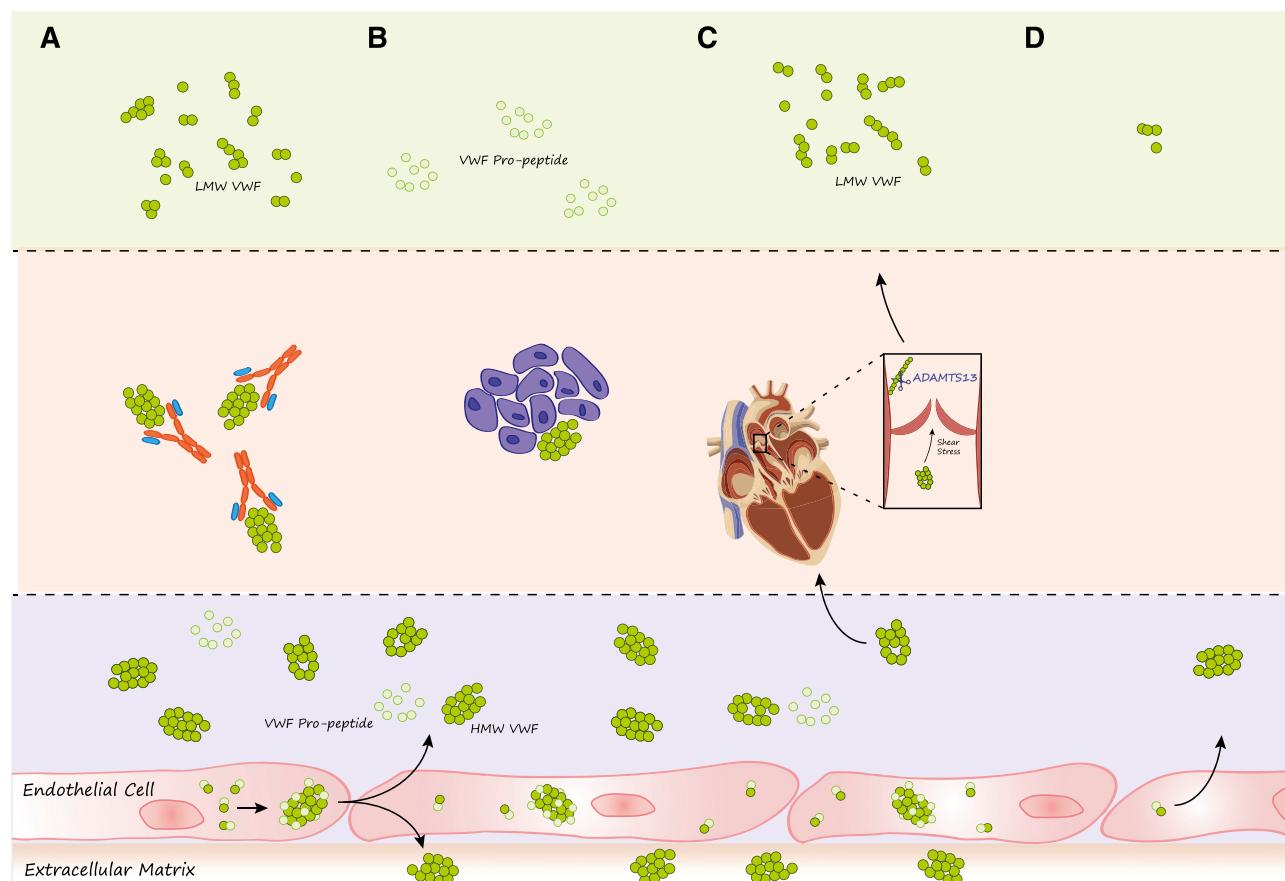 A
B
C
D
LMW VWF
VWF Pro-peptide
LMW VWF
ADAMTS13
Shear
Stress
VWF Pro-peptide
HMW VWF
Endothelial Cell
Extracellular Matrix